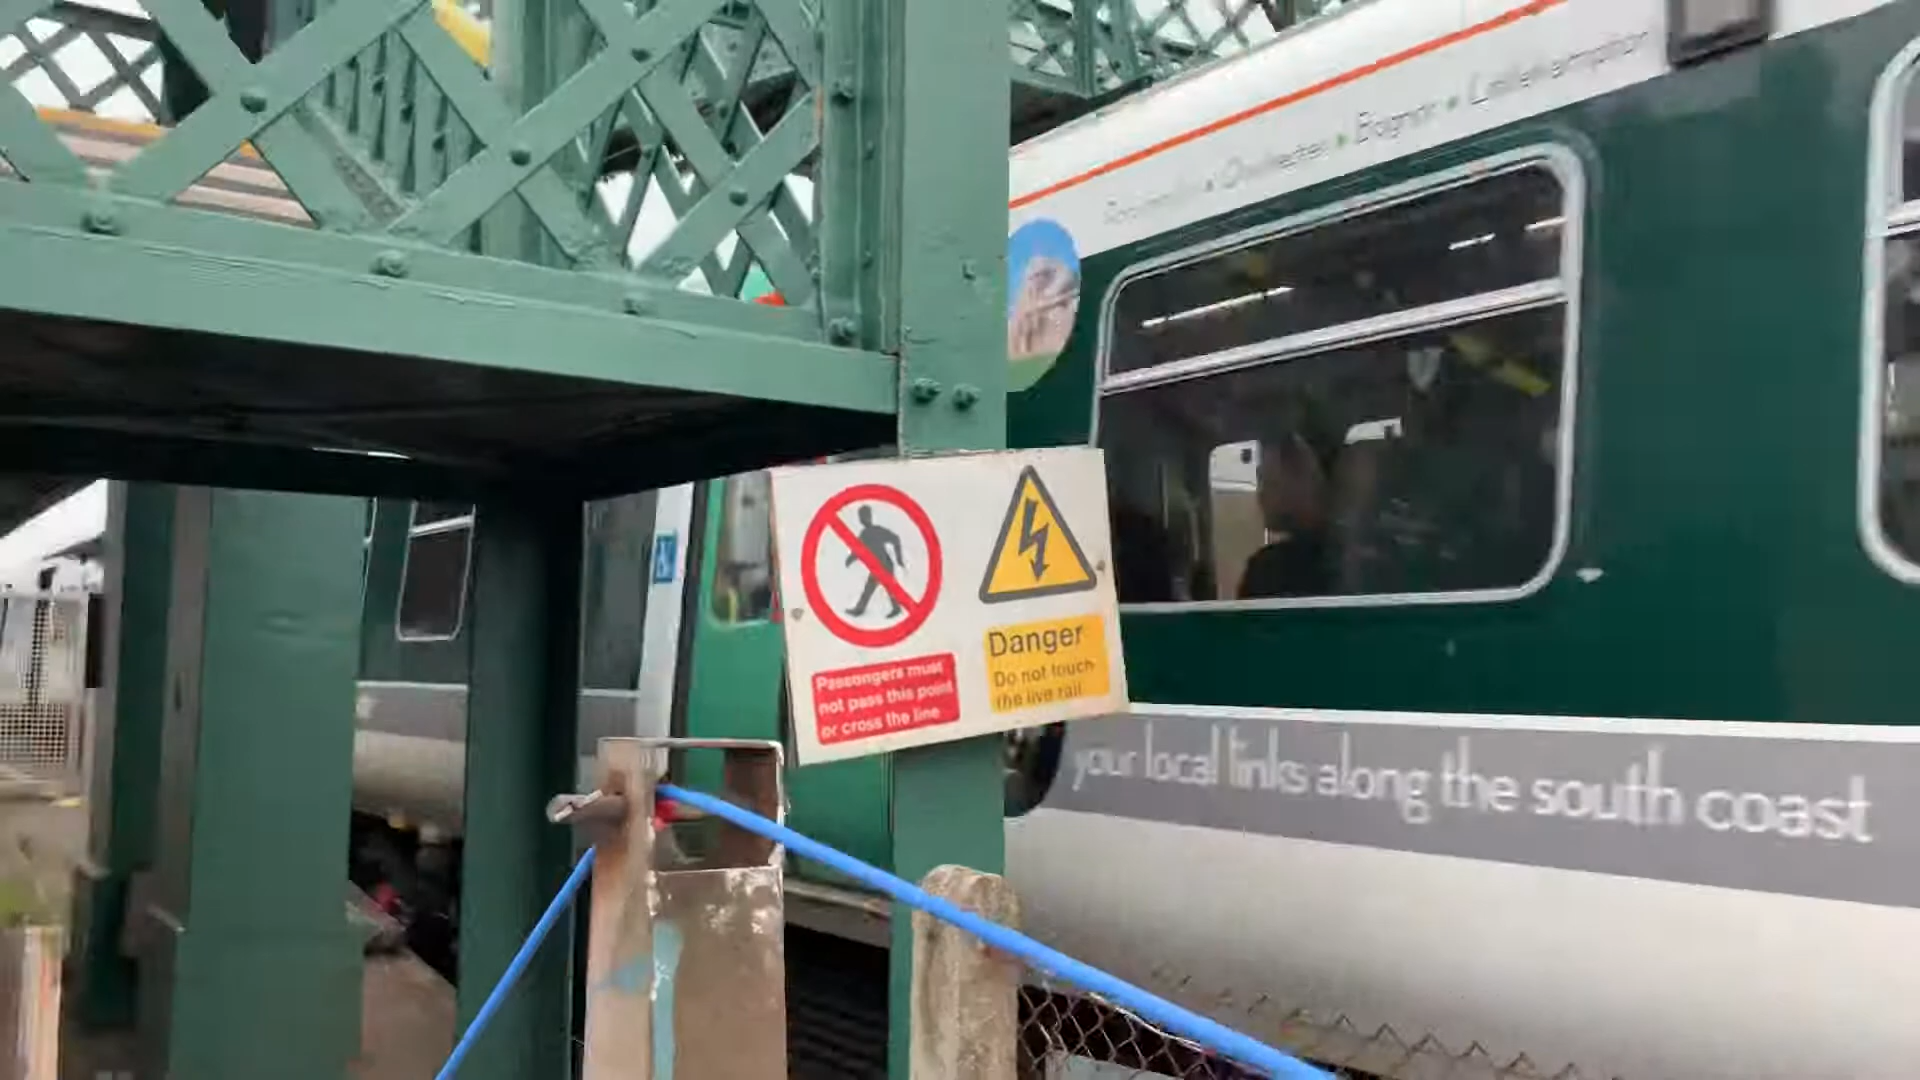 Bognor • Littlehampton
Passengers must
not pass this point
or cross the line
Danger
Do not touch
the live rail
your local links along the south coast